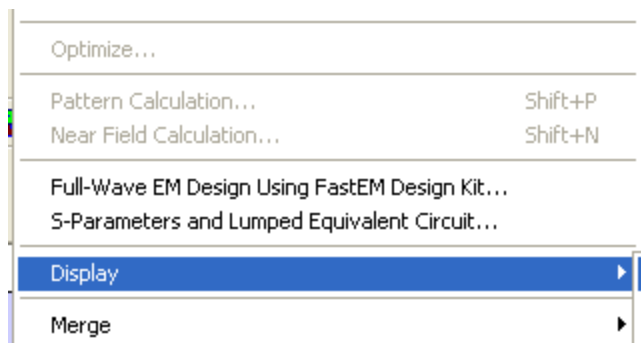 Optimize...
Pattern Calculation... Shift+P
Near Field Calculation... Shift+N
Full-Wave EM Design Using FastEM Design Kit...
S-Parameters and Lumped Equivalent Circuit...
Display
Merge